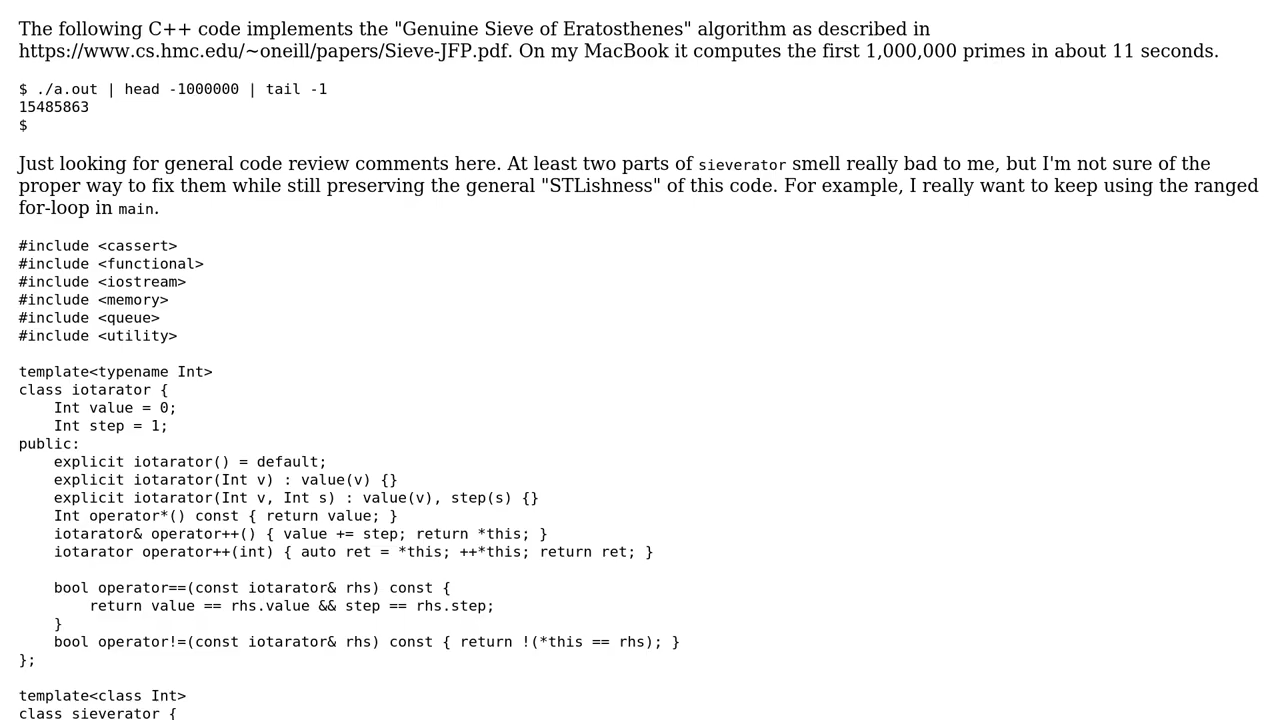 The following C++ code implements the "Genuine Sieve of Eratosthenes" algorithm as described in
https://www.cs.hmc.edu/~oneill/papers/Sieve-JFP.pdf. On my MacBook it computes the first 1,000,000 primes in about 11 seconds.
$ ./a.out | head -1000000 | tail -1
15485863
$
Just looking for general code review comments here. At least two parts of sieverator smell really bad to me, but I'm not sure of the
proper way to fix them while still preserving the general "STLishness" of this code. For example, I really want to keep using the ranged
for-loop in main.
#include <cassert>
#include <functional>
#include <iostream>
#include <memory>
#include <queue>
#include <utility>
template<typename Int>
class iotarator {
    Int value = 0;
    Int step = 1;
public:
    explicit iotarator() = default;
    explicit iotarator(Int v) : value(v) {}
    explicit iotarator(Int v, Int s) : value(v), step(s) {}
    Int operator*() const { return value; }
    iotarator& operator++() { value += step; return *this; }
    iotarator operator++(int) { auto ret = *this; ++*this; return ret; }
    bool operator==(const iotarator& rhs) const {
        return value == rhs.value && step == rhs.step;
    }
    bool operator!=(const iotarator& rhs) const { return !(*this == rhs); }
};
template<class Int>
class sieverator {